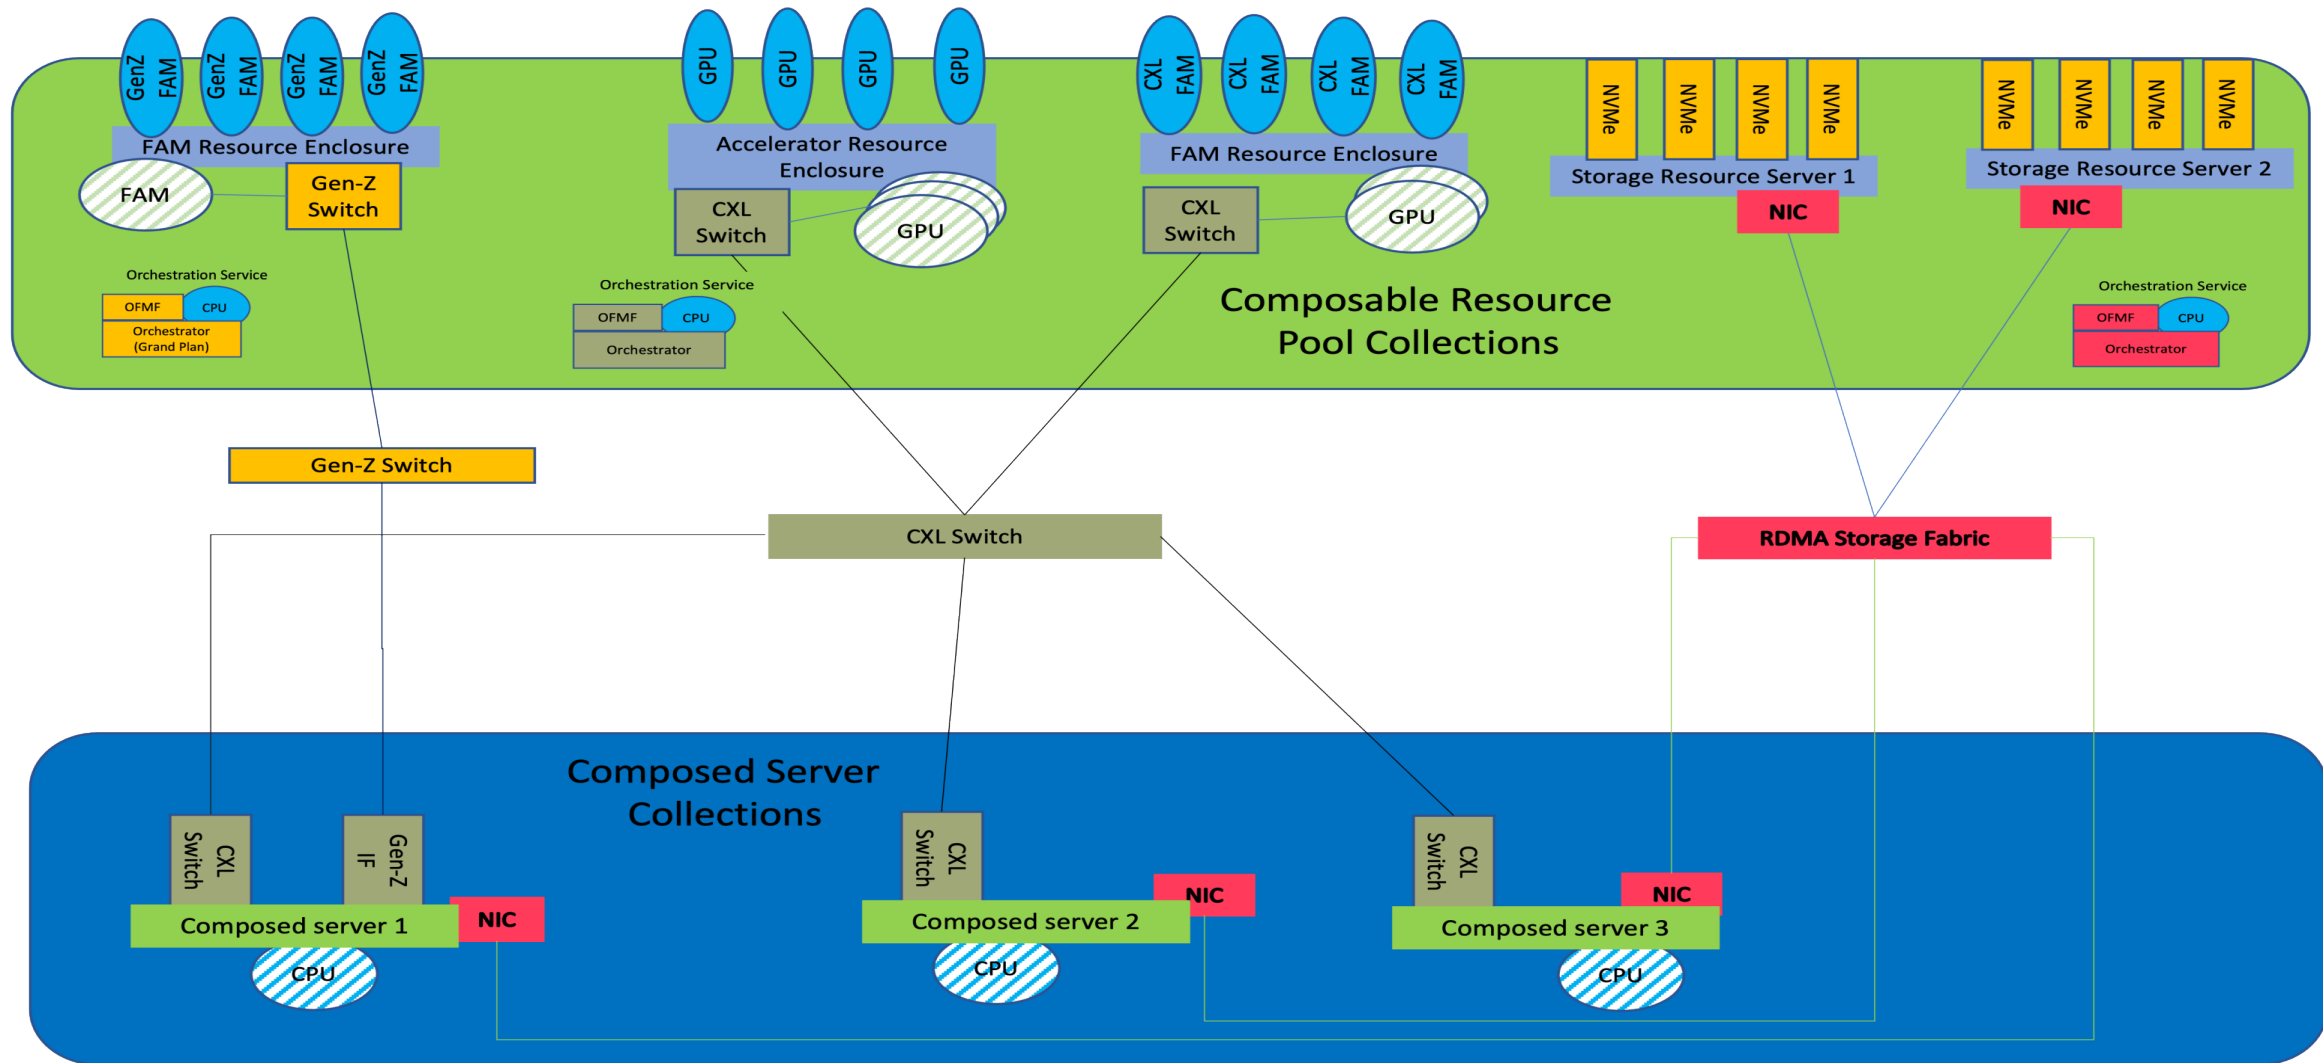 GenZ
FAM
GenZ
FAM
GenZ
FAM
GenZ
FAM
FAM Resource Enclosure
FAM
Gen-Z
Switch
Orchestration Service
OFMF
CPU
Orchestrator
(Grand Plan)
GPU
GPU
GPU
GPU
Accelerator Resource
Enclosure
CXL
Switch
GPU
Orchestration Service
OFMF
CPU
Orchestrator
CXL
FAM
CXL
FAM
CXL
FAM
CXL
FAM
FAM Resource Enclosure
CXL
Switch
GPU
Composable Resource
Pool Collections
NVMe
NVMe
NVMe
NVMe
Storage Resource Server 1
NIC
NVMe
NVMe
NVMe
NVMe
Storage Resource Server 2
NIC
Orchestration Service
OFMF
CPU
Orchestrator
Gen-Z Switch
CXL Switch
RDMA Storage Fabric
Composed Server
Collections
CXL
Switch
Gen-Z
IF
NIC
Composed server 1
CPU
CXL
Switch
NIC
Composed server 2
CPU
CXL
Switch
NIC
Composed server 3
CPU